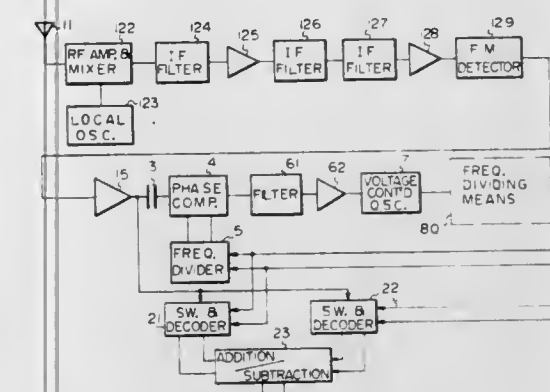 11
122
124
125
126
127
128
129
RF AMP. &
MIXER
IF
FILTER
IF
FILTER
IF
FILTER
FM
DETECTOR
123
LOCAL
OSC.
15
3
4
61
62
7
PHASE
COMP.
FILTER
VOLTAGE
CONT'D
OSC.
FREQ.
DIVIDING
MEANS
80
5
FREQ.
DIVIDER
21
SW. &
DECODER
22
SW. &
DECODER
23
ADDITION
SUBTRACTION